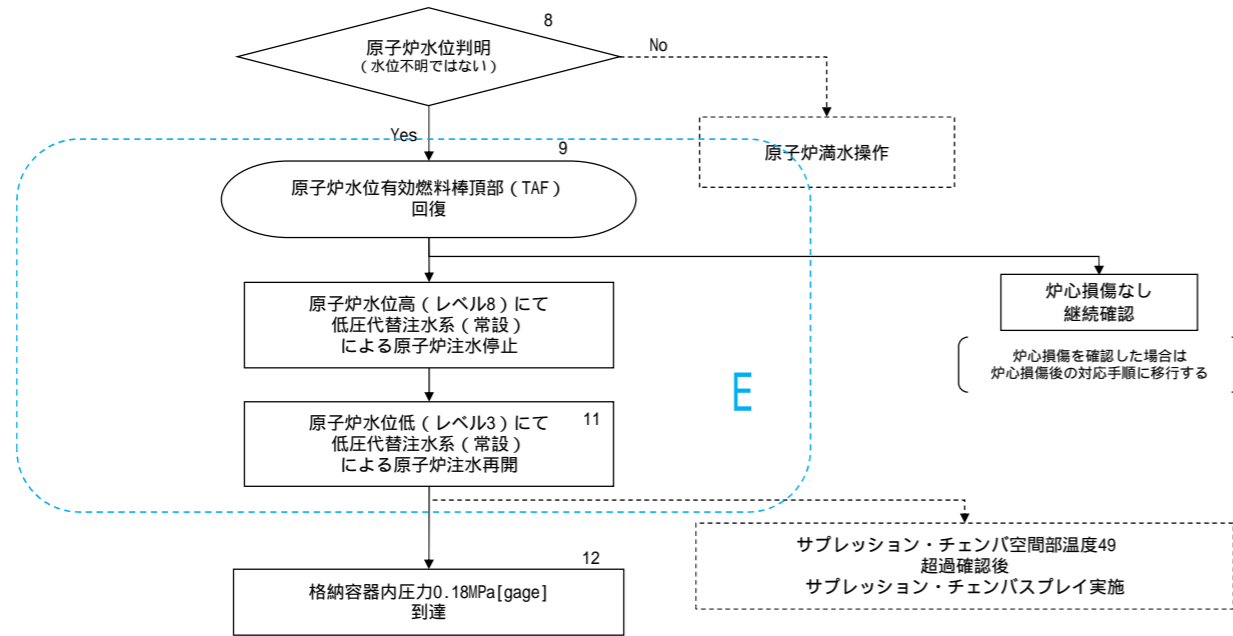 8
原子炉水位判明
（水位不明ではない）
No
Yes
原子炉満水操作
9
原子炉水位有効燃料棒頂部（TAF）
回復
原子炉水位高（レベル8）にて
低圧代替注水系（常設）
による原子炉注水停止
炉心損傷なし
継続確認
炉心損傷を確認した場合は
炉心損傷後の対応手順に移行する
E
原子炉水位低（レベル3）にて
低圧代替注水系（常設）
による原子炉注水再開
11
サプレッション・チェンバ空間部温度49
超過確認後
サプレッション・チェンバスプレイ実施
12
格納容器内圧力0.18MPa[gage]
到達